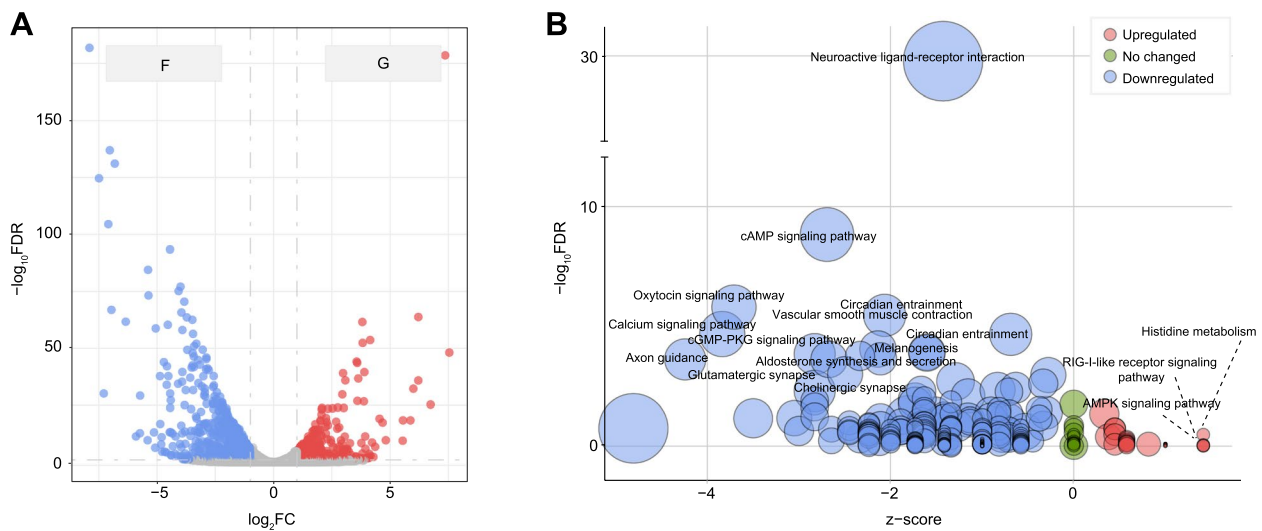 A
F
G
150
100
50
0
−log10FDR
−5
0
5
log2FC
B
Upregulated
No changed
Downregulated
30
10
0
−log10FDR
Neuroactive ligand-receptor interaction
cAMP signaling pathway
Oxytocin signaling pathway
Circadian entrainment
Vascular smooth muscle contraction
Calcium signaling pathway
Circadian entrainment
cGMP-PKG signaling pathway
Melanogenesis
Axon guidance
Aldosterone synthesis and secretion
Glutamatergic synapse
Cholinergic synapse
Histidine metabolism
RIG-I-like receptor signaling
pathway
AMPK signaling pathway
−4
−2
0
z-score